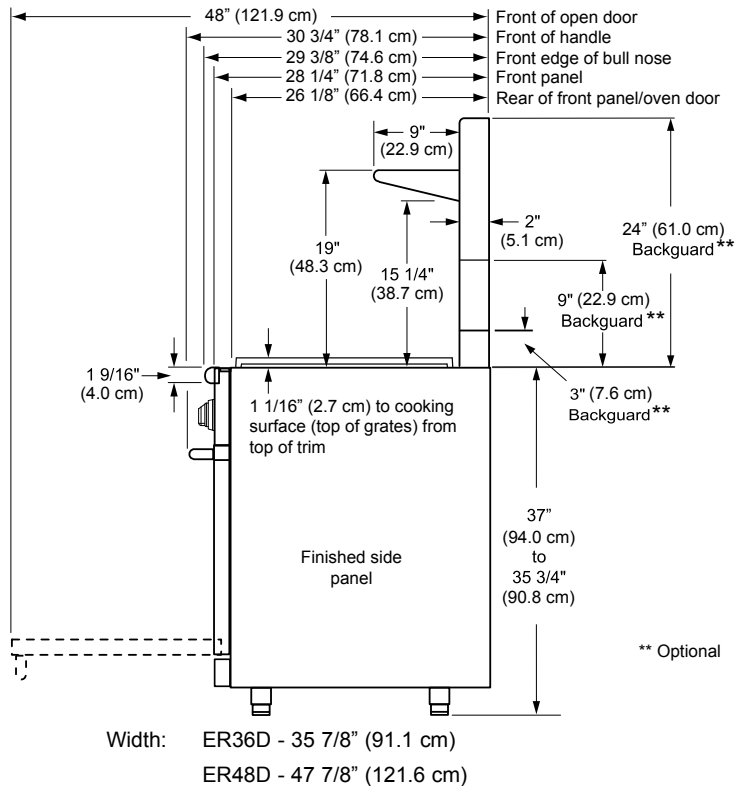 48” (121.9 cm) Front of open door
30 3/4” (78.1 cm) Front of handle
29 3/8” (74.6 cm) Front edge of bull nose
28 1/4” (71.8 cm) Front panel
26 1/8” (66.4 cm) Rear of front panel/oven door
9"
(22.9 cm)
2"
(5.1 cm)
24” (61.0 cm)
Backguard**
19"
(48.3 cm)
15 1/4"
(38.7 cm)
9" (22.9 cm)
Backguard**
1 9/16"
(4.0 cm)
3" (7.6 cm)
Backguard**
1 1/16” (2.7 cm) to cooking
surface (top of grates) from
top of trim
37”
(94.0 cm)
to
35 3/4"
(90.8 cm)
Finished side
panel
** Optional
Width: ER36D - 35 7/8” (91.1 cm)
ER48D - 47 7/8” (121.6 cm)